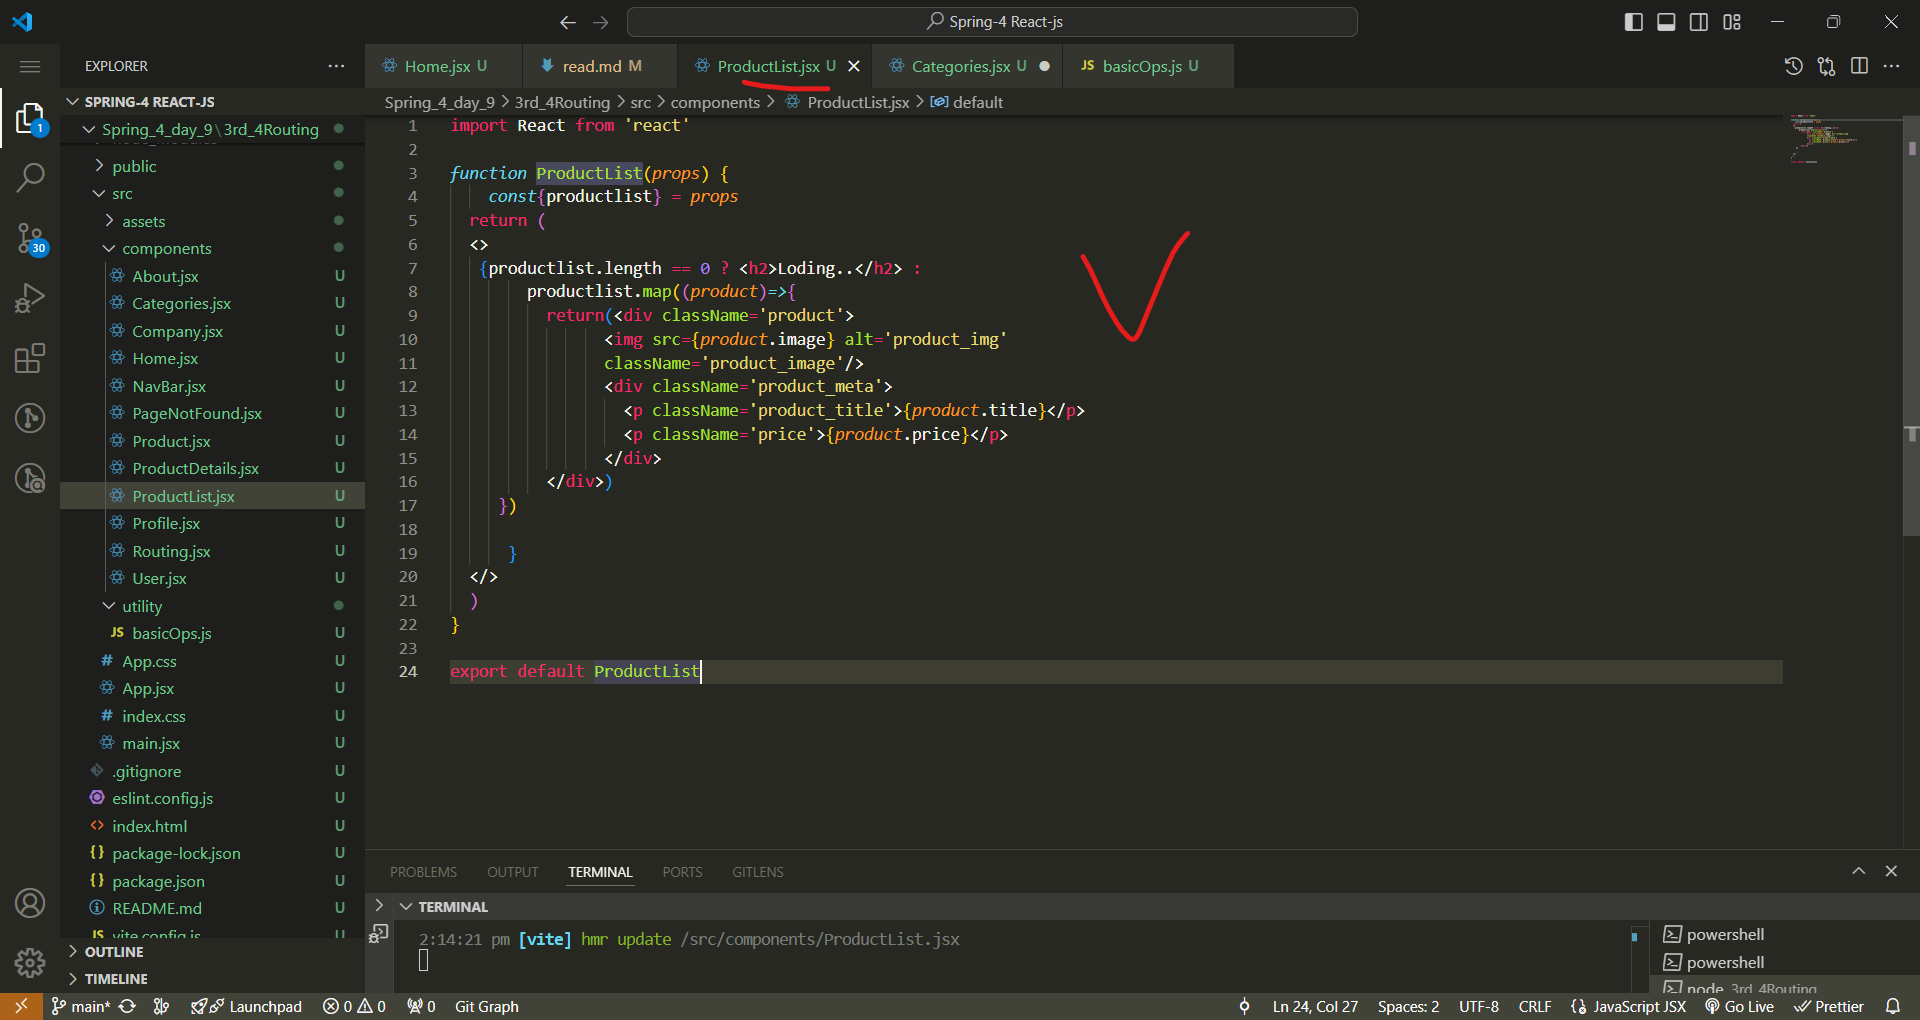 Spring-4 React-js
EXPLORER
Home.jsx U
read.md M
ProductList.jsx U
Categories.jsx U
JS basicOps.js U
SPRING-4 REACT-JS
Spring_4_day_9 > 3rd_4Routing > src > components > ProductList.jsx > default
Spring_4_day_9\3rd_4Routing
public
src
assets
components
About.jsx U
Categories.jsx U
Company.jsx U
Home.jsx U
NavBar.jsx U
PageNotFound.jsx U
Product.jsx U
ProductDetails.jsx U
ProductList.jsx U
Profile.jsx U
Routing.jsx U
User.jsx U
utility
JS basicOps.js U
# App.css U
App.jsx U
# index.css U
main.jsx U
.gitignore U
eslint.config.js U
<> index.html U
{} package-lock.json U
{} package.json U
README.md U
JS vite.config.js U
OUTLINE
TIMELINE
1
30
1 import React from 'react'
2
3 function ProductList(props) {
4 const{productlist} = props
5 return (
6 <>
7 {productlist.length == 0 ? <h2>Loding..</h2> :
8 productlist.map((product)=>{
9 return(<div className='product'>
10 <img src={product.image} alt='product_img'
11 className='product_image'/>
12 <div className='product_meta'>
13 <p className='product_title'>{product.title}</p>
14 <p className='price'>{product.price}</p>
15 </div>
16 </div>)
17 })
18
19 }
20 </>
21 )
22 }
23
24 export default ProductList
PROBLEMS OUTPUT TERMINAL PORTS GITLENS
TERMINAL
2:14:21 pm [vite] hmr update /src/components/ProductList.jsx
powershell
powershell
node 3rd_4Routing
main* Launchpad 0 0 0 Git Graph Ln 24, Col 27 Spaces: 2 UTF-8 CRLF {} JavaScript JSX Go Live Prettier